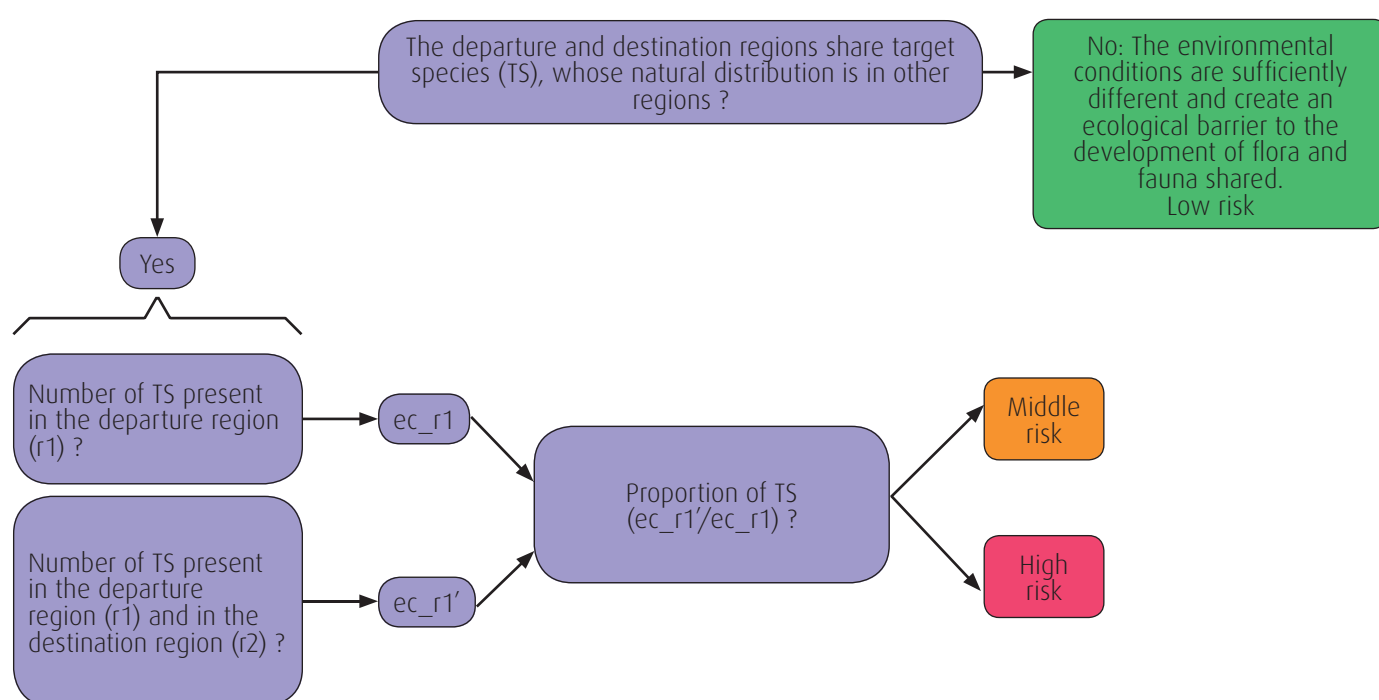 The departure and destination regions share target
species (TS), whose natural distribution is in other
regions ?
No: The environmental
conditions are sufficiently
different and create an
ecological barrier to the
development of flora and
fauna shared.
Low risk
Yes
Number of TS present
in the departure region
(r1) ?
ec_r1
Proportion of TS
(ec_r1'/ec_r1) ?
Middle
risk
High
risk
Number of TS present
in the departure
region (r1) and in the
destination region (r2) ?
ec_r1'